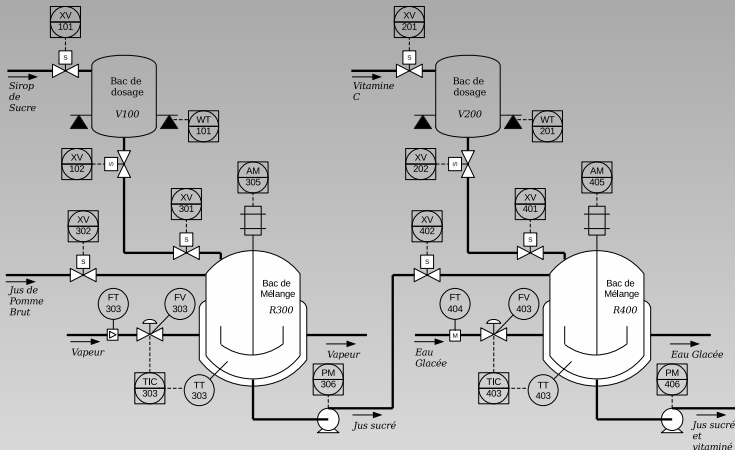 XV
101
S
Sirop
de
Sucre
Bac de
dosage
V100
WT
101
XV
102
S
XV
301
S
XV
302
S
Jus de
Pomme
Brut
AM
305
Bac de
Mélange
R300
FT
303
FV
303
Vapeur
Vapeur
TIC
303
TT
303
PM
306
Jus sucré
XV
201
S
Vitamine
C
Bac de
dosage
V200
WT
201
XV
202
S
XV
401
S
XV
402
S
AM
405
Bac de
Mélange
R400
FT
404
M
FV
403
Eau
Glacée
Eau Glacée
TIC
403
TT
403
PM
406
Jus sucré
et
vitaminé